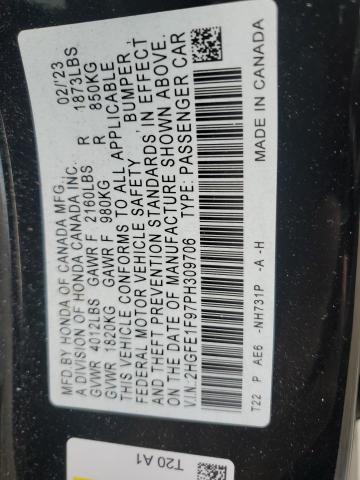 MFD.BY HONDA OF CANADA MFG. 02/'23
A DIVISION OF HONDA CANADA INC.
GVWR 4012LBS GAWR F 2160LBS R 1873LBS
GVWR 1820KG GAWR F 980KG R 850KG
THIS VEHICLE CONFORMS TO ALL APPLICABLE
FEDERAL MOTOR VEHICLE SAFETY, BUMPER,
AND THEFT PREVENTION STANDARDS, IN EFFECT
ON THE DATE OF MANUFACTURE SHOWN ABOVE.
V.I.N.:2HGFE1F97PH309706 TYPE: PASSENGER CAR
T22 P AE6 -NH731P -A -H MADE IN CANADA
T20 A1